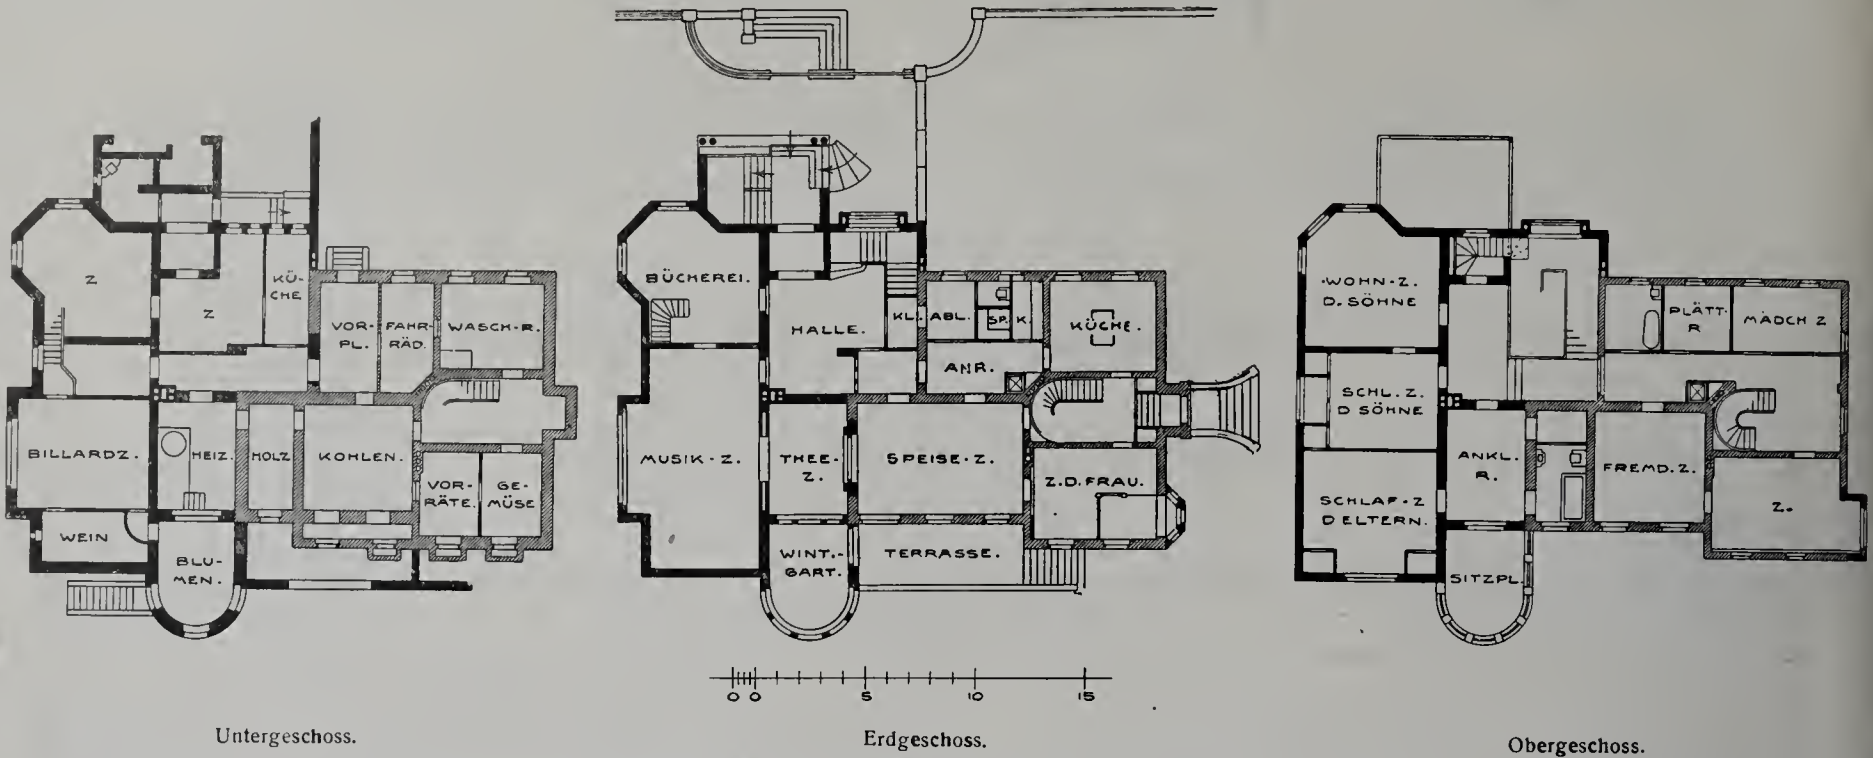 Z
Z
KÜ-
CHE
VOR-
PL.
FAHR-
RÄD.
WASCH-R.
BILLARDZ.
HEIZ.
HOLZ
KOHLEN.
VOR-
RÄTE.
GE-
MÜSE
WEIN
BLU-
MEN.
Untergeschoss.
BÜCHEREI.
HALLE.
KL.
ABL.
SP.
K.
KÜCHE.
ANR.
MUSIK-Z.
THEE-
Z.
SPEISE-Z.
Z.D.FRAU.
WINT.-
GART.
TERRASSE.
0 0 5 10 15
Erdgeschoss.
WOHN-Z.
D.SÖHNE
PLÄTT-
R
MÄDCH Z
SCHL.Z.
D SÖHNE
ANKL.
R.
FREMD.Z.
SCHLAF-Z
D ELTERN.
Z.
SITZPL.
Obergeschoss.